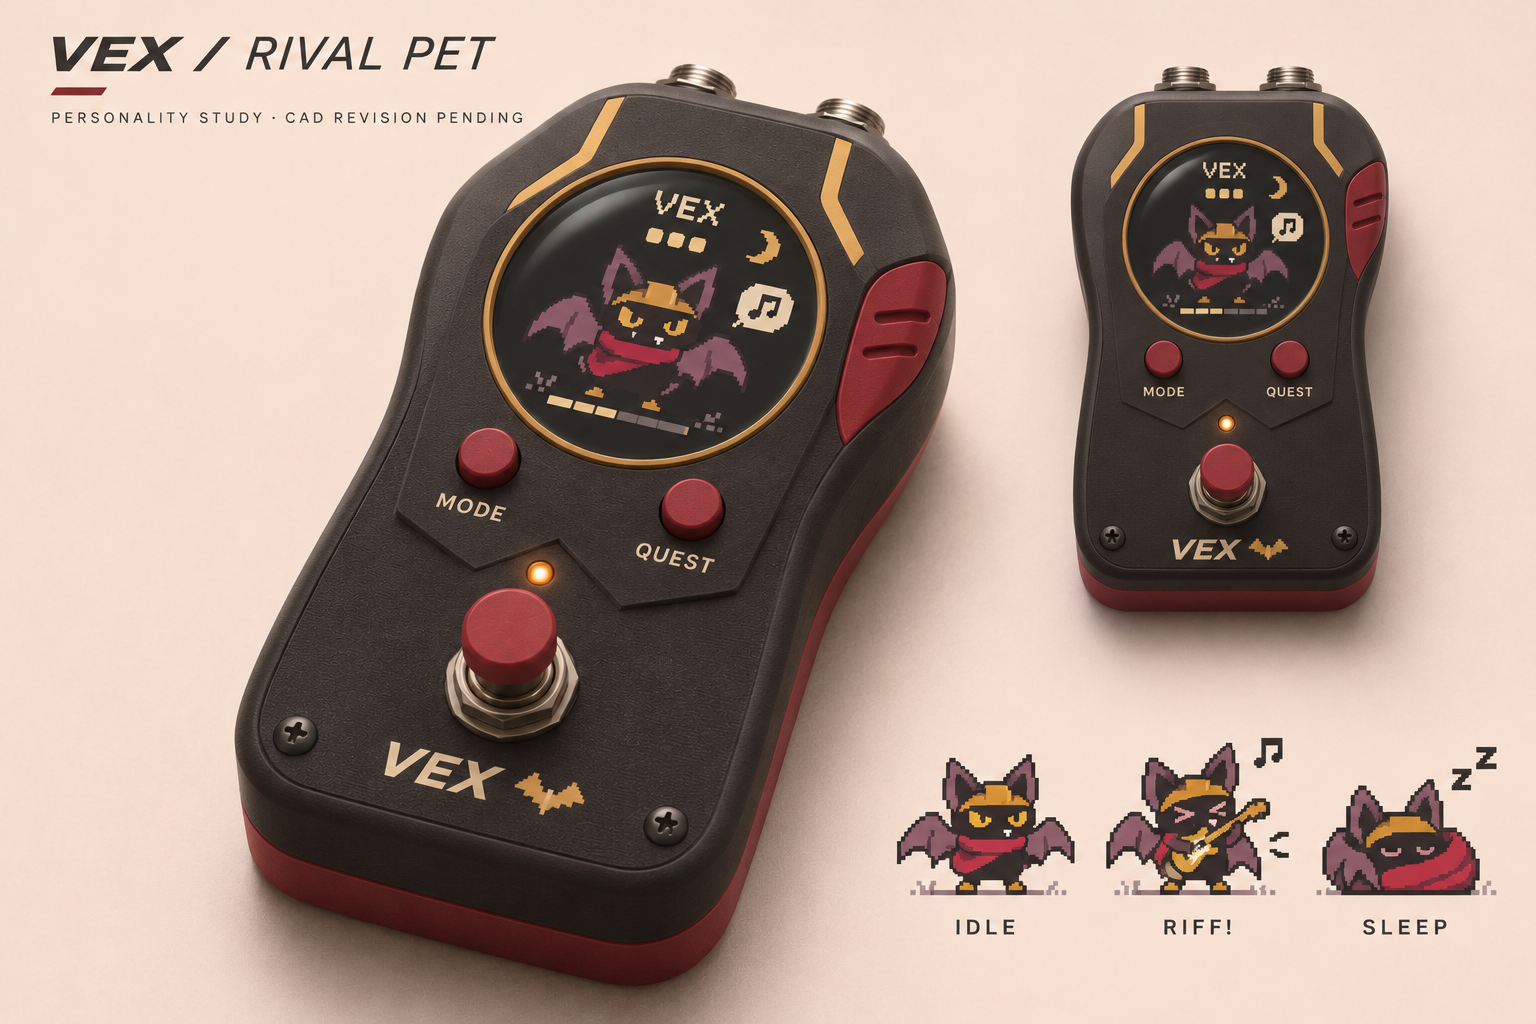 VEX / RIVAL PET
PERSONALITY STUDY · CAD REVISION PENDING
VEX
MODE
QUEST
VEX
VEX
MODE
QUEST
VEX
z z
IDLE
RIFF!
SLEEP